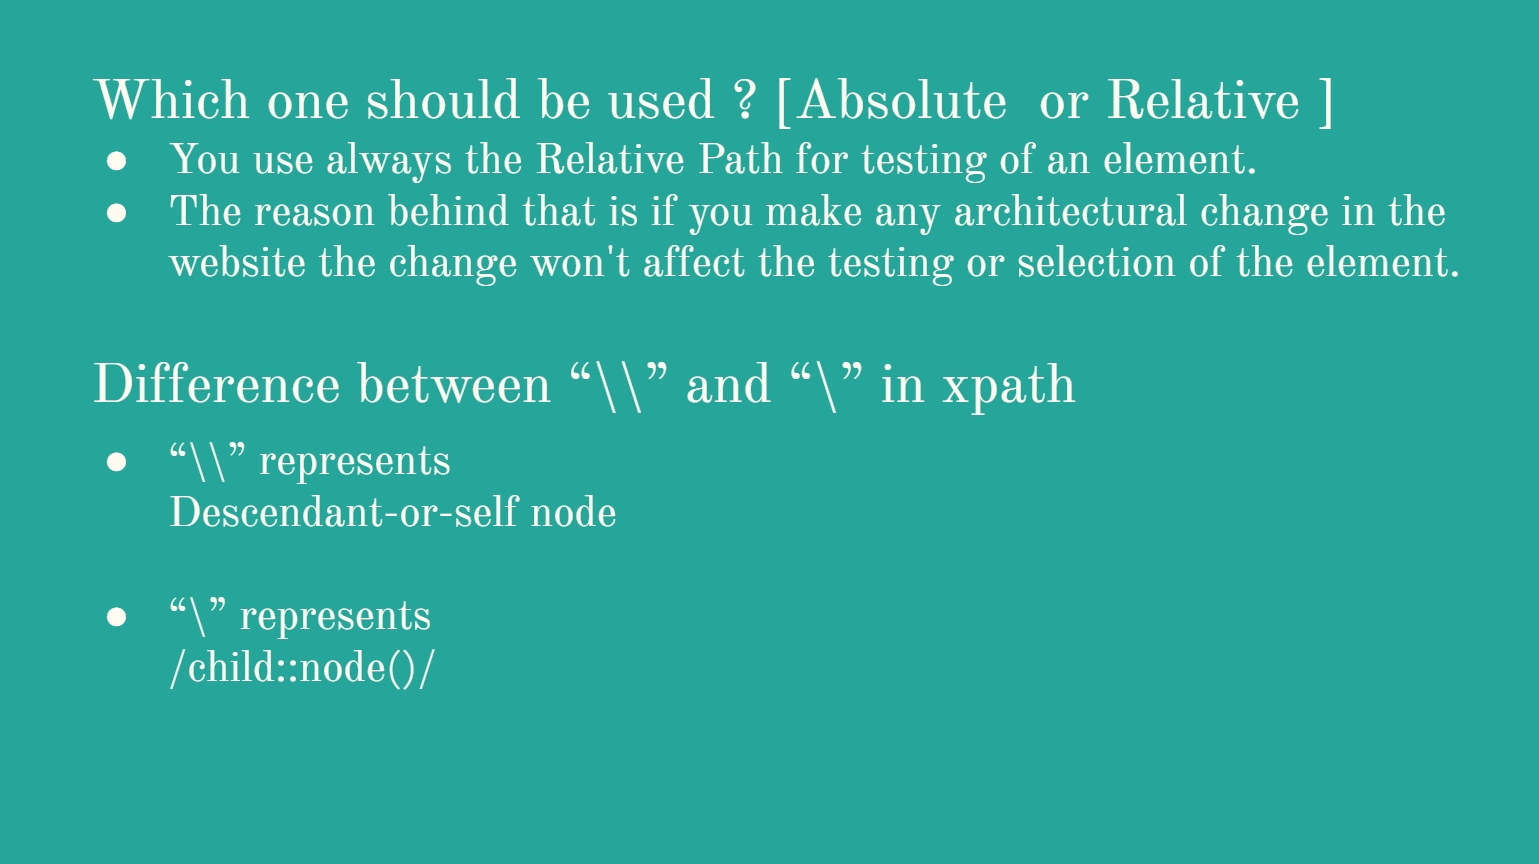 Which one should be used ? [Absolute  or Relative ]
● You use always the Relative Path for testing of an element.
● The reason behind that is if you make any architectural change in the
website the change won't affect the testing or selection of the element.
Difference between “\\” and “\” in xpath
● “\\” represents
Descendant-or-self node
● “\” represents
/child::node()/